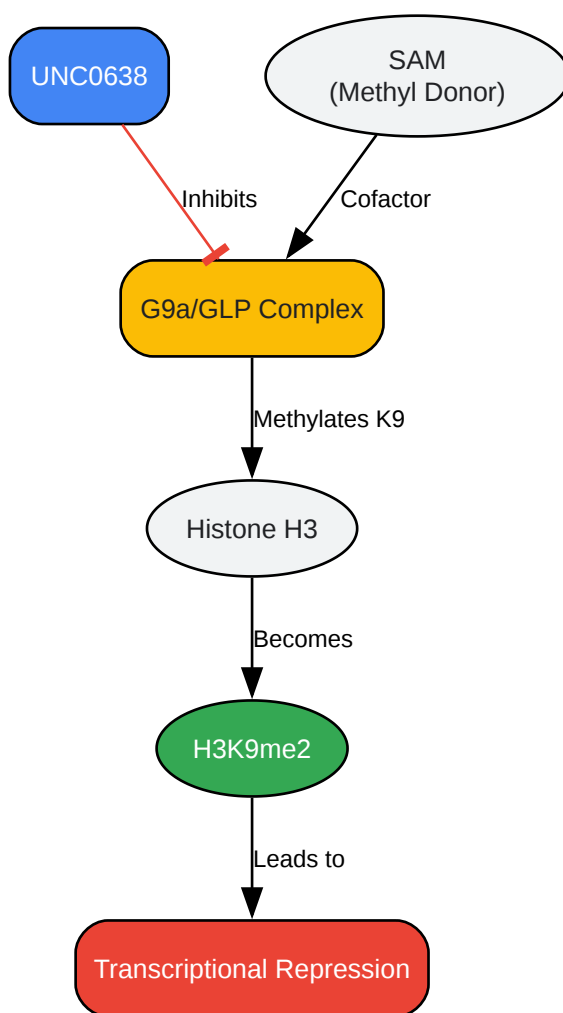 UNC0638
SAM
(Methyl Donor)
Inhibits
Cofactor
G9a/GLP Complex
Methylates K9
Histone H3
Becomes
H3K9me2
Leads to
Transcriptional Repression